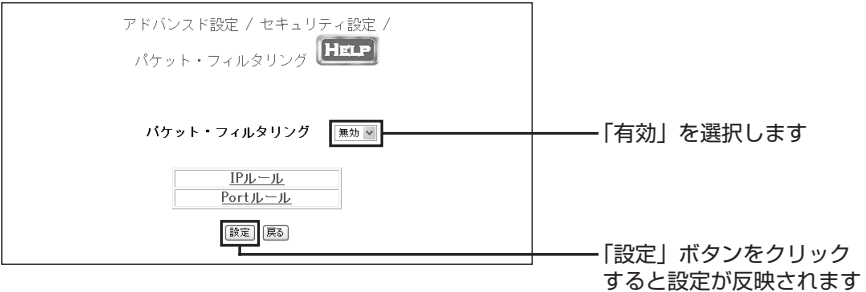 アドバンスド設定 / セキュリティ設定 /
パケット・フィルタリング HELP
パケット・フィルタリング 無効
「有効」を選択します
IPルール
Portルール
設定 戻る
「設定」ボタンをクリック
すると設定が反映されます